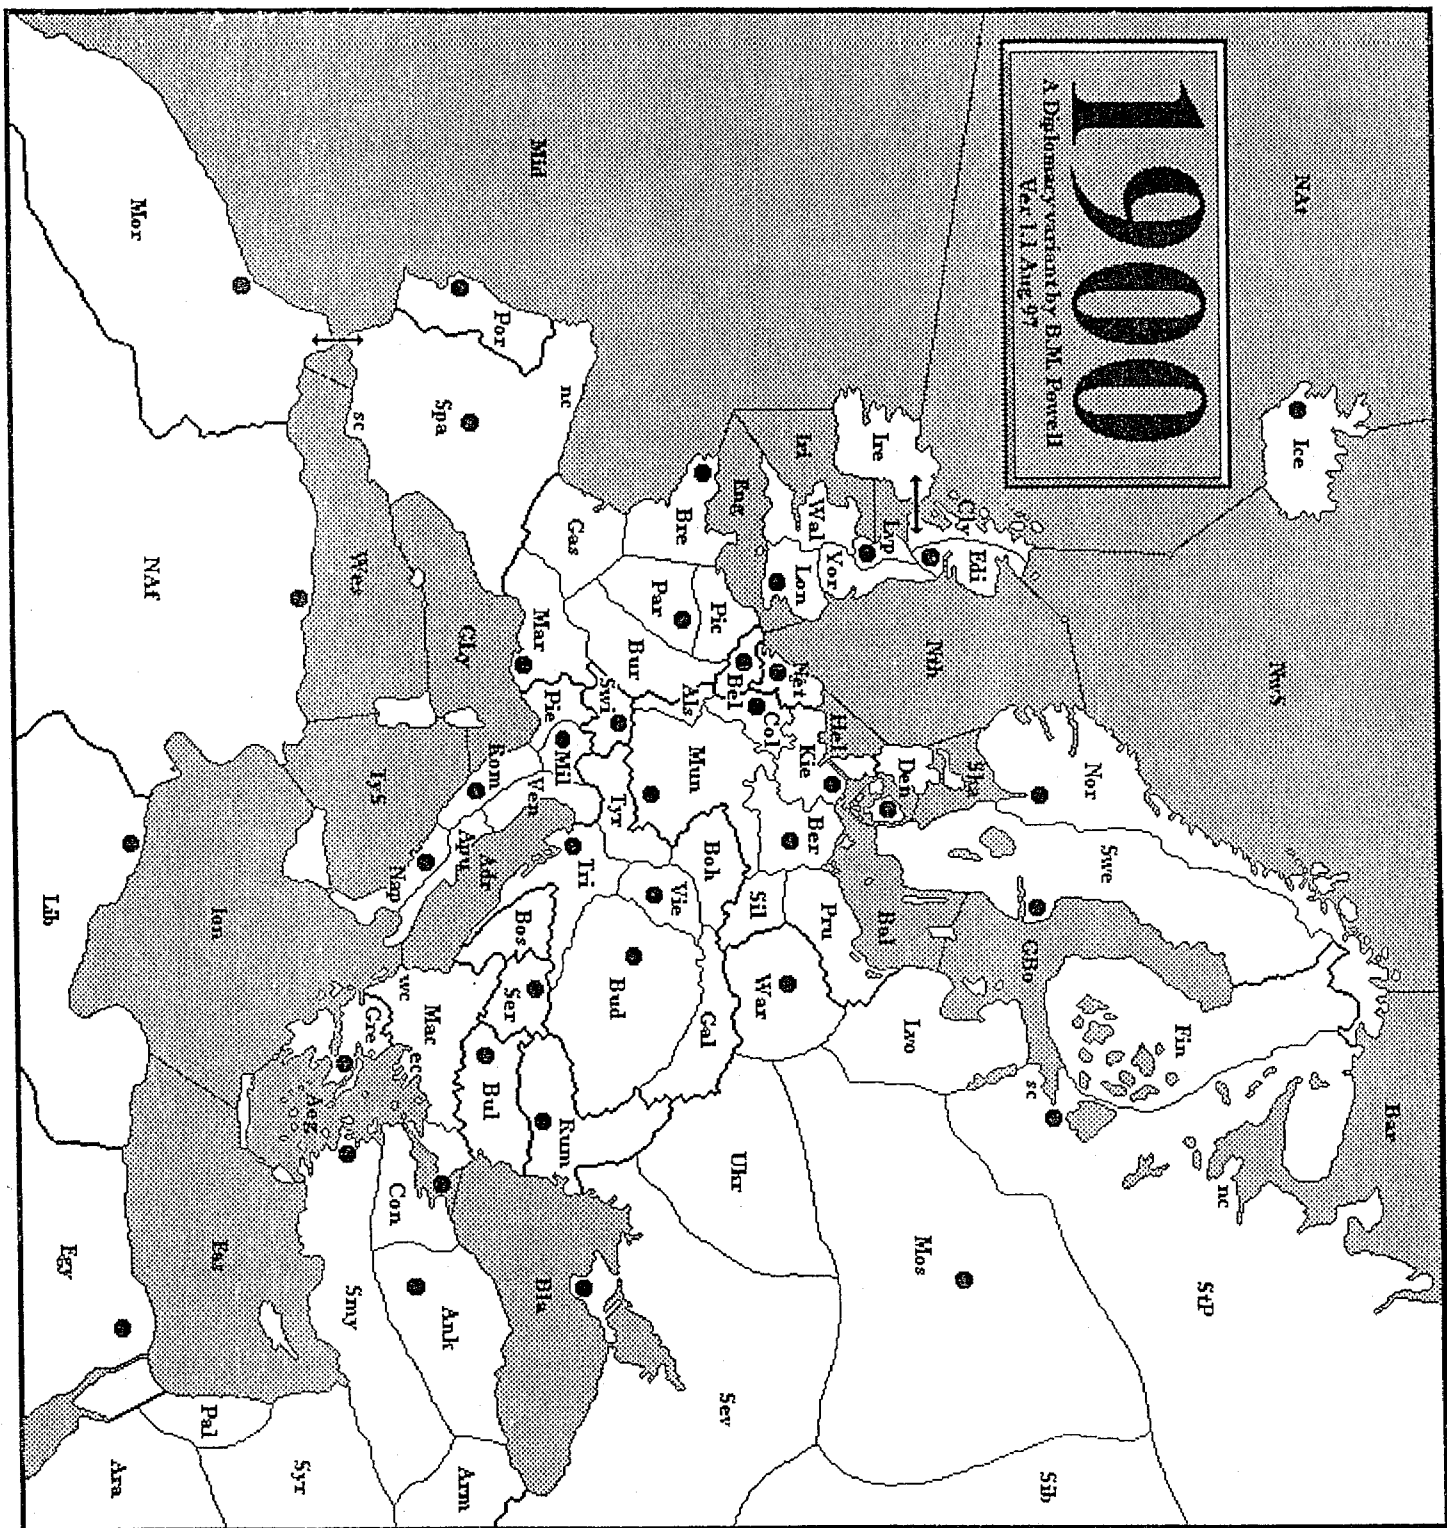 1900
A Diplomacy variant by B.M. Powell
Ver 1.1 Aug 97
NAt
Ice
NwS
Bar
Mid
Ire
Iri
Cly
Edi
Lvp
Wal
Yor
Lon
Eng
Nth
Nor
Swe
Fin
nc
StP
Ska
Den
Hel
GBo
sc
Bal
Lvo
Mos
Sib
Net
Bel
Col
Kie
Ber
Pru
War
Ukr
Sev
Pic
Par
Bre
Als
Mun
Boh
Sil
Gal
Gas
Bur
Swi
Tyr
Vie
Bud
Rum
Por
nc
Spa
sc
Mar
Pie
Mil
Ven
Tri
Bos
Ser
Bul
Bla
GLy
Rom
Apu
Adr
Nap
wc
Mac
ec
Gre
Aeg
Con
Ank
Arm
Wes
TyS
Ion
Eas
Smy
Syr
Mor
NAf
Lib
Egy
Pal
Ara